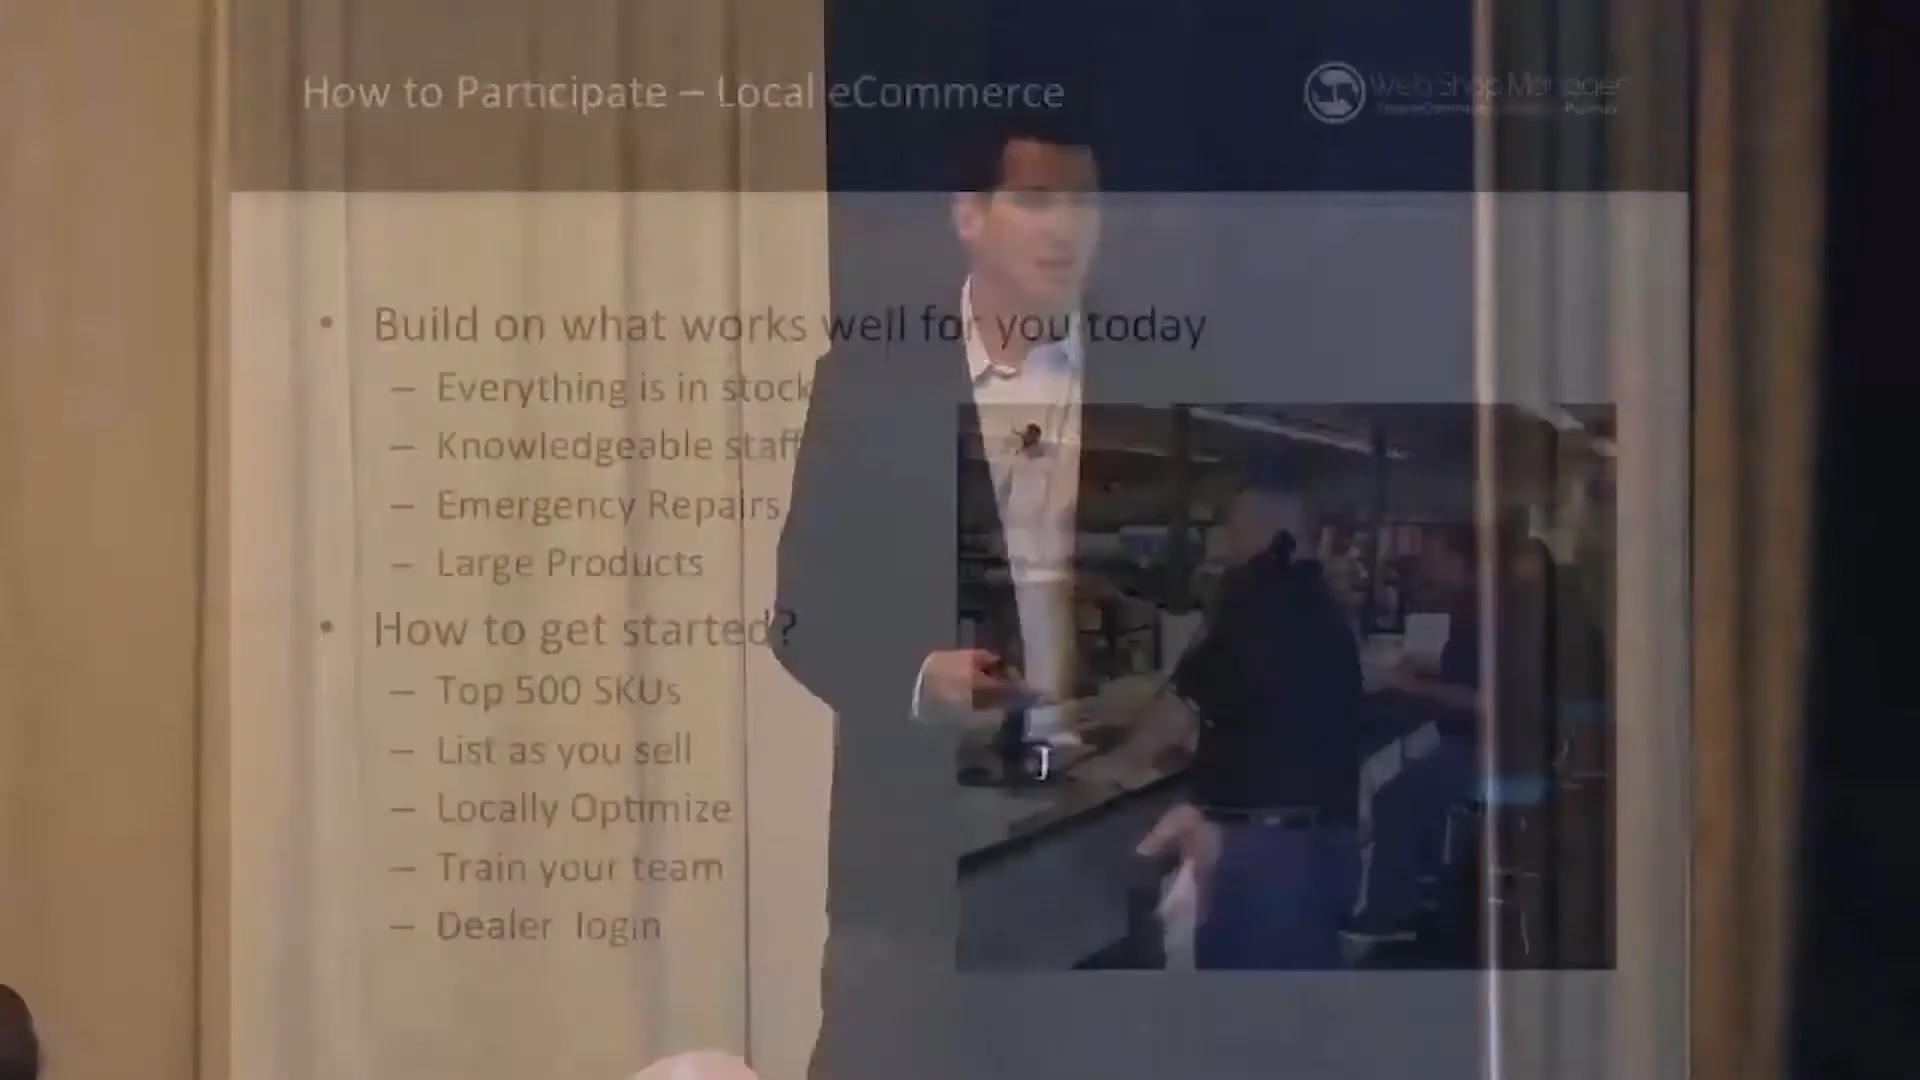 How to Participate – Local eCommerce
Web Shop Manager
• Build on what works well for you today
– Everything is in stock
– Knowledgeable staff
– Emergency Repairs
– Large Products
• How to get started?
– Top 500 SKUs
– List as you sell
– Locally Optimize
– Train your team
– Dealer login